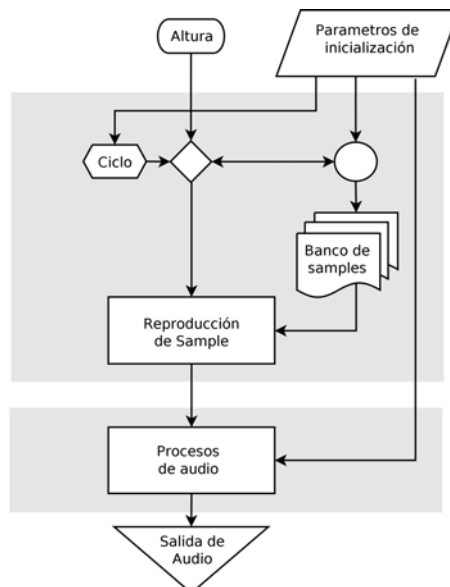 Altura
Parametros de
inicialización
Ciclo
Banco de
samples
Reproducción
de Sample
Procesos
de audio
Salida de
Audio